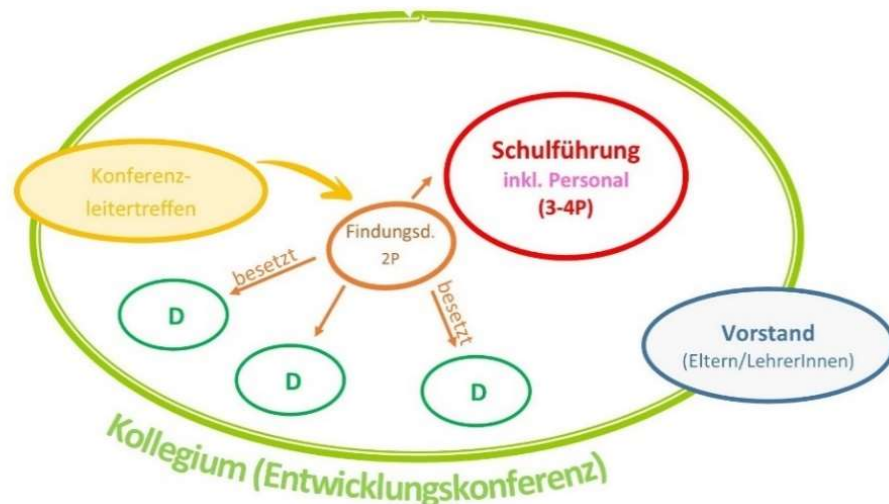 Schulführung
inkl. Personal
(3-4P)
Konferenz-
leitertreffen
Findungsd.
2P
besetzt
besetzt
D
D
D
Vorstand
(Eltern/LehrerInnen)
Kollegium (Entwicklungskonferenz)